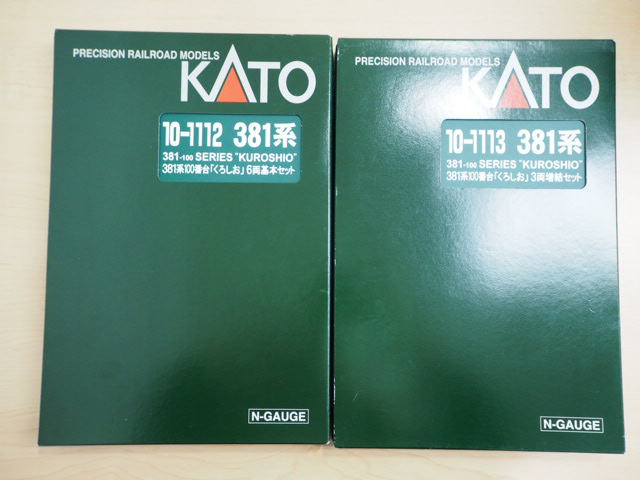 PRECISION RAILROAD MODELS
KATO
10-1112 381系
381-100 SERIES "KUROSHIO"
381系100番台「くろしお」6両基本セット
N-GAUGE
PRECISION RAILROAD MODELS
KATO
10-1113 381系
381-100 SERIES "KUROSHIO"
381系100番台「くろしお」3両増結セット
N-GAUGE